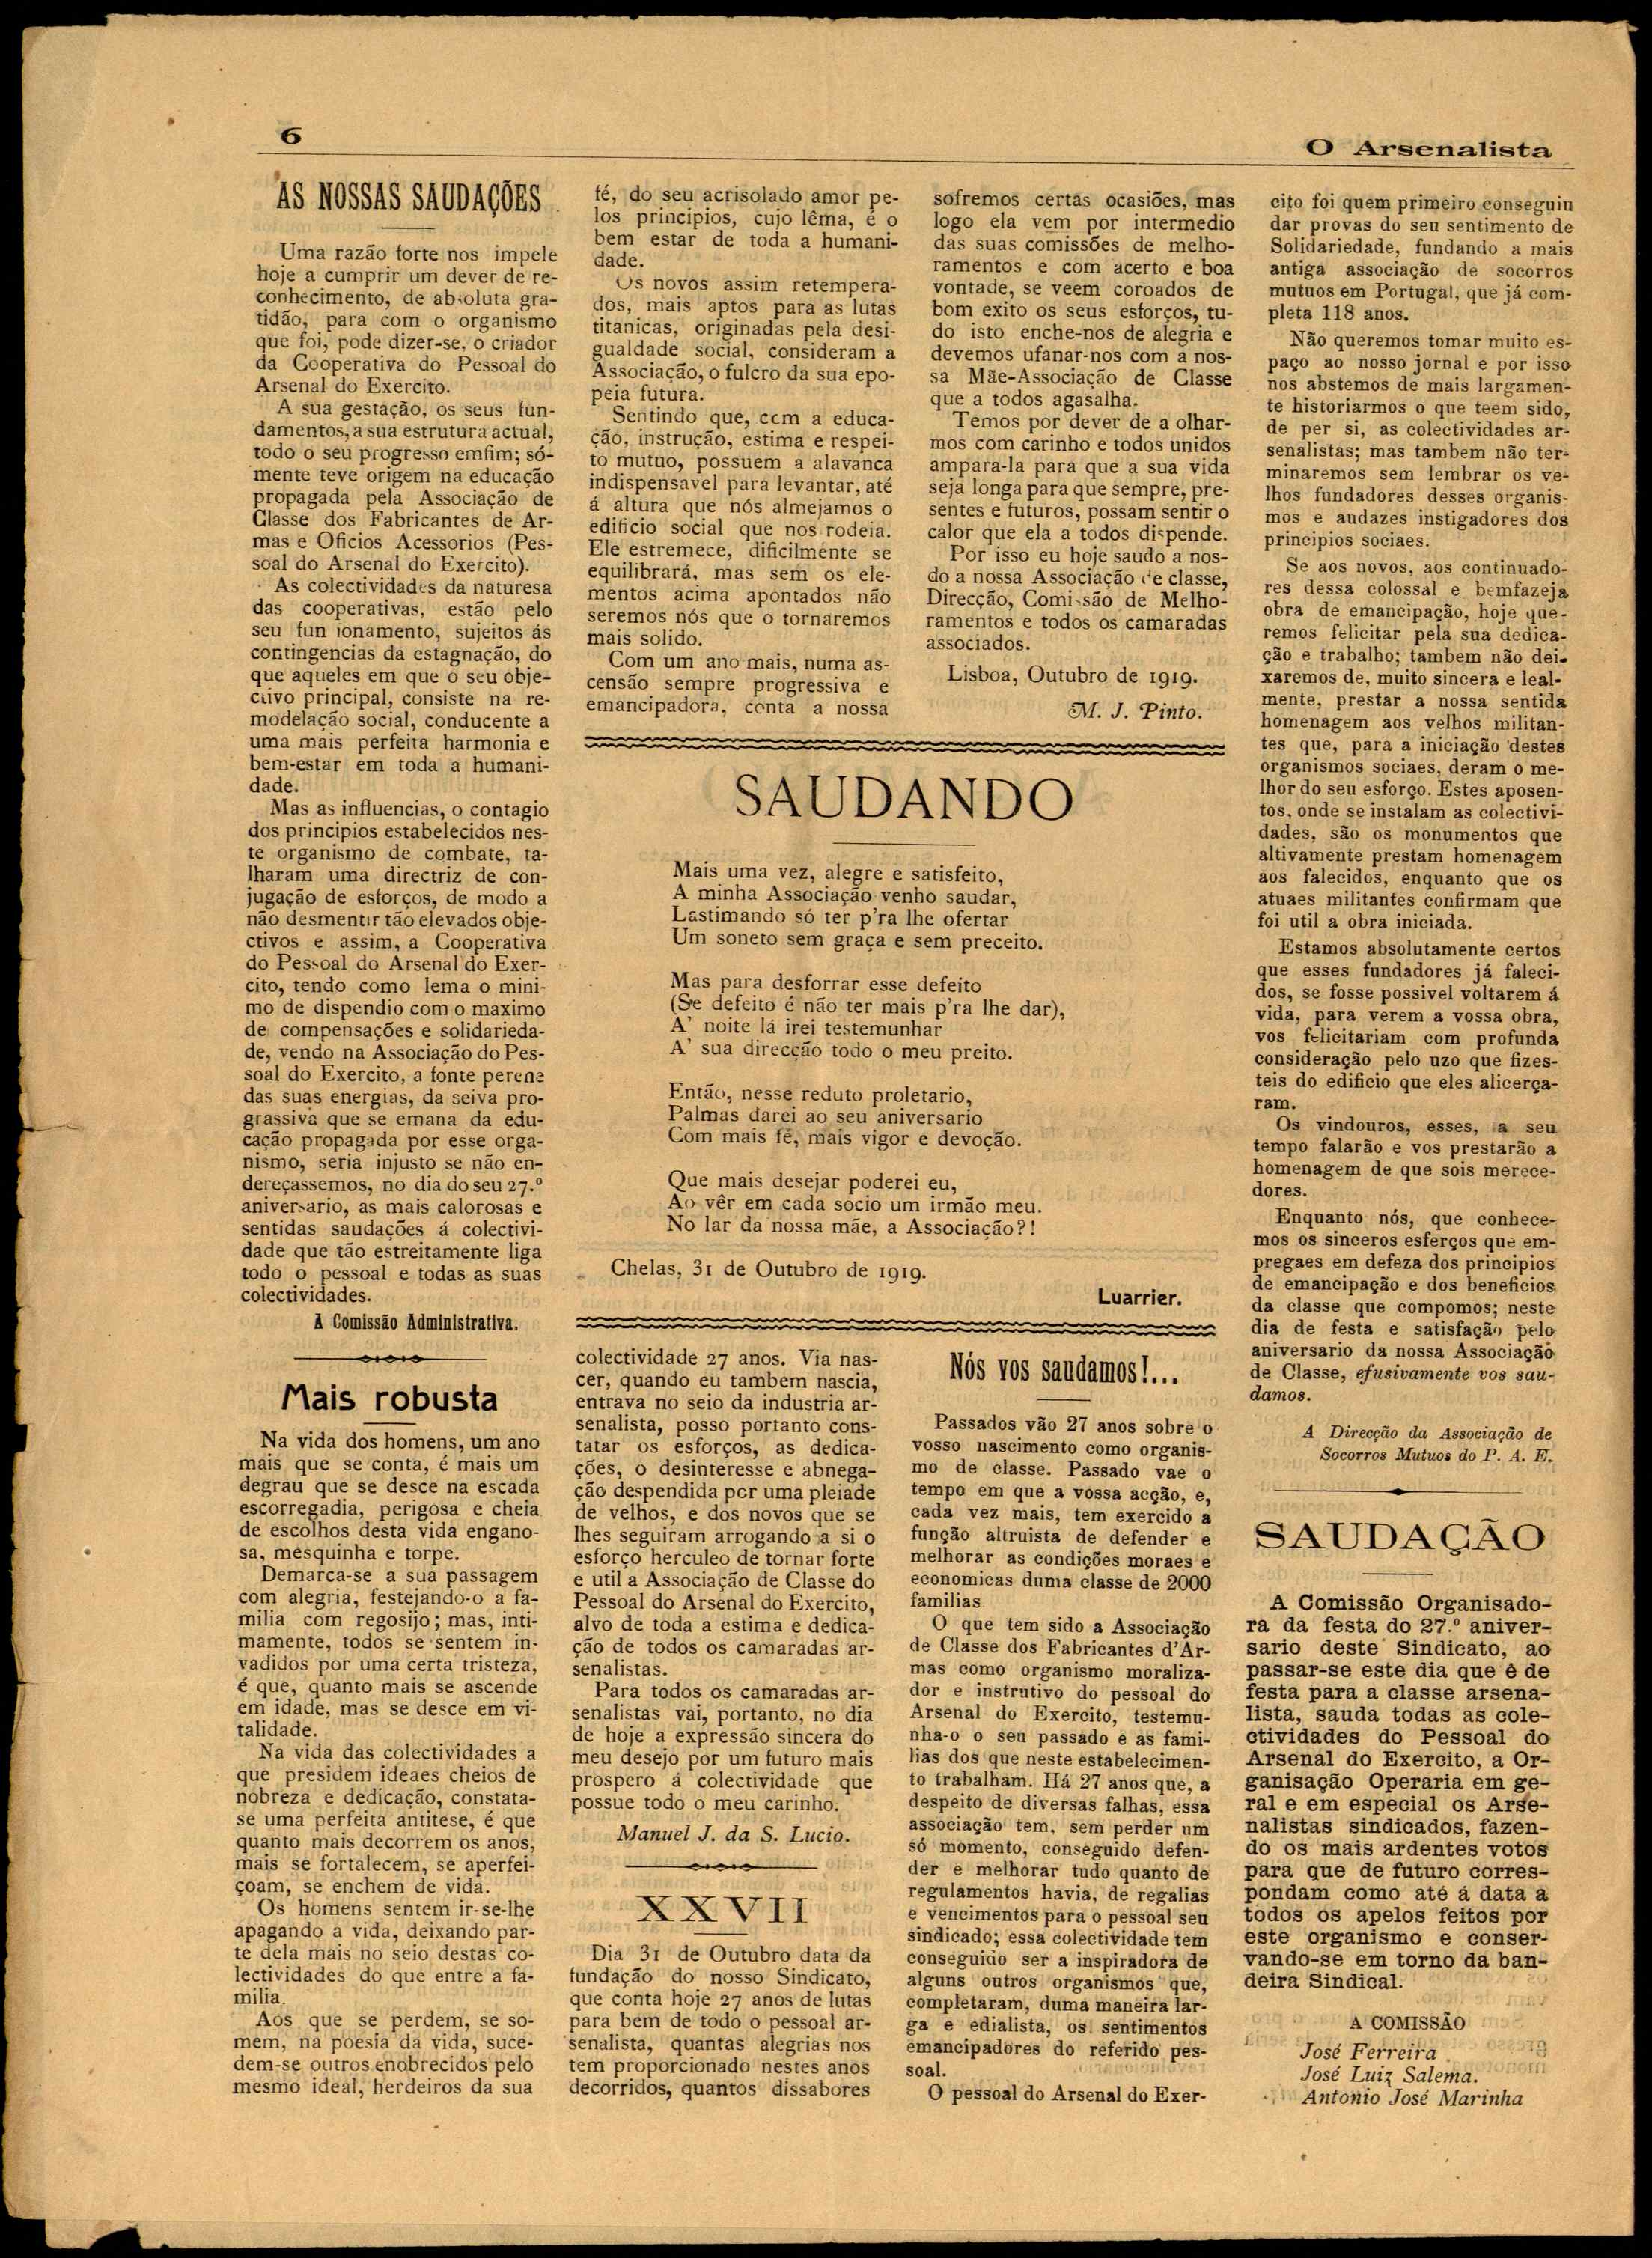 6
O Arsenalista
AS NOSSAS SAUDAÇÕES
Uma razão forte nos impele
hoje a cumprir um dever de re-
conhecimento, de absoluta gra-
tidão, para com o organismo
que foi, pode dizer-se, o criador
da Cooperativa do Pessoal do
Arsenal do Exercito.
A sua gestação, os seus fun-
damentos, a sua estrutura actual,
todo o seu progresso emfim; só-
mente teve origem na educação
propagada pela Associação de
Classe dos Fabricantes de Ar-
mas e Oficios Acessorios (Pes-
soal do Arsenal do Exercito).
As colectividades da naturesa
das cooperativas, estão pelo
seu fun ionamento, sujeitos ás
contingencias da estagnação, do
que aqueles em que o seu obje-
ctivo principal, consiste na re-
modelação social, conducente a
uma mais perfeita harmonia e
bem-estar em toda a humani-
dade.
Mas as influencias, o contagio
dos principios estabelecidos nes-
te organismo de combate, ta-
lharam uma directriz de con-
jugação de esforços, de modo a
não desmentir tão elevados obje-
ctivos e assim, a Cooperativa
do Pessoal do Arsenal do Exer-
cito, tendo como lema o mini-
mo de dispendio com o maximo
de compensações e solidarieda-
de, vendo na Associação do Pes-
soal do Exercito, a fonte perene
das suas energias, da seiva pro-
grassiva que se emana da edu-
cação propagada por esse orga-
nismo, seria injusto se não en-
dereçassemos, no dia do seu 27.º
aniversario, as mais calorosas e
sentidas saudações á colectivi-
dade que tão estreitamente liga
todo o pessoal e todas as suas
colectividades.
A Comissão Administrativa.
Mais robusta
Na vida dos homens, um ano
mais que se conta, é mais um
degrau que se desce na escada
escorregadia, perigosa e cheia
de escolhos desta vida engano-
sa, mesquinha e torpe.
Demarca-se a sua passagem
com alegria, festejando-o a fa-
milia com regosijo; mas, inti-
mamente, todos se sentem in-
vadidos por uma certa tristeza,
é que, quanto mais se ascende
em idade, mas se desce em vi-
talidade.
Na vida das colectividades a
que presidem ideaes cheios de
nobreza e dedicação, constata-
se uma perfeita antitese, é que
quanto mais decorrem os anos,
mais se fortalecem, se aperfei-
çoam, se enchem de vida.
Os homens sentem ir-se-lhe
apagando a vida, deixando par-
te dela mais no seio destas co-
lectividades do que entre a fa-
milia.
Aos que se perdem, se so-
mem, na poesia da vida, suce-
dem-se outros enobrecidos pelo
mesmo ideal, herdeiros da sua
fé, do seu acrisolado amor pe-
los principios, cujo lêma, é o
bem estar de toda a humani-
dade.
Os novos assim retempera-
dos, mais aptos para as lutas
titanicas, originadas pela desi-
gualdade social, consideram a
Associação, o fulcro da sua epo-
peia futura.
Sentindo que, com a educa-
ção, instrução, estima e respei-
to mutuo, possuem a alavanca
indispensavel para levantar, até
á altura que nós almejamos o
edificio social que nos rodeia.
Ele estremece, dificilmente se
equilibrará, mas sem os ele-
mentos acima apontados não
seremos nós que o tornaremos
mais solido.
Com um ano mais, numa as-
censão sempre progressiva e
emancipadora, conta a nossa
colectividade 27 anos. Via nas-
cer, quando eu tambem nascia,
entrava no seio da industria ar-
senalista, posso portanto cons-
tatar os esforços, as dedica-
ções, o desinteresse e abnega-
ção despendida por uma pleiade
de velhos, e dos novos que se
lhes seguiram arrogando a si o
esforço herculeo de tornar forte
e util a Associação de Classe do
Pessoal do Arsenal do Exercito,
alvo de toda a estima e dedica-
ção de todos os camaradas ar-
senalistas.
Para todos os camaradas ar-
senalistas vai, portanto, no dia
de hoje a expressão sincera do
meu desejo por um futuro mais
prospero á colectividade que
possue todo o meu carinho.
Manuel J. da S. Lucio.
XXVII
Dia 31 de Outubro data da
fundação do nosso Sindicato,
que conta hoje 27 anos de lutas
para bem de todo o pessoal ar-
senalista, quantas alegrias nos
tem proporcionado nestes anos
decorridos, quantos dissabores
sofremos certas ocasiões, mas
logo ela vem por intermedio
das suas comissões de melho-
ramentos e com acerto e boa
vontade, se veem coroados de
bom exito os seus esforços, tu-
do isto enche-nos de alegria e
devemos ufanar-nos com a nos-
sa Mãe-Associação de Classe
que a todos agasalha.
Temos por dever de a olhar-
mos com carinho e todos unidos
ampara-la para que a sua vida
seja longa para que sempre, pre-
sentes e futuros, possam sentir o
calor que ela a todos dispende.
Por isso eu hoje saudo a nos-
do a nossa Associação de classe,
Direcção, Comissão de Melho-
ramentos e todos os camaradas
associados.
Lisboa, Outubro de 1919.
M. J. Pinto.
SAUDANDO
Mais uma vez, alegre e satisfeito,
A minha Associação venho saudar,
Lastimando só ter p'ra lhe ofertar
Um soneto sem graça e sem preceito.
Mas para desforrar esse defeito
(Se defeito é não ter mais p'ra lhe dar),
A' noite lá irei testemunhar
A' sua direcção todo o meu preito.
Então, nesse reduto proletario,
Palmas darei ao seu aniversario
Com mais fé, mais vigor e devoção.
Que mais desejar poderei eu,
Ao vêr em cada socio um irmão meu.
No lar da nossa mãe, a Associação?!
Chelas, 31 de Outubro de 1919.
Luarrier.
Nós vos saudamos!...
Passados vão 27 anos sobre o
vosso nascimento como organis-
mo de classe. Passado vae o
tempo em que a vossa acção, e,
cada vez mais, tem exercido a
função altruista de defender e
melhorar as condições moraes e
economicas duma classe de 2000
familias
O que tem sido a Associação
de Classe dos Fabricantes d'Ar-
mas como organismo moraliza-
dor e instrutivo do pessoal do
Arsenal do Exercito, testemu-
nha-o o seu passado e as fami-
lias dos que neste estabelecimen-
to trabalham. Há 27 anos que, a
despeito de diversas falhas, essa
associação tem, sem perder um
só momento, conseguido defen-
der e melhorar tudo quanto de
regulamentos havia, de regalias
e vencimentos para o pessoal seu
sindicado; essa colectividade tem
conseguido ser a inspiradora de
alguns outros organismos que,
completaram, duma maneira lar-
ga e edialista, os sentimentos
emancipadores do referido pes-
soal.
O pessoal do Arsenal do Exer-
cito foi quem primeiro conseguiu
dar provas do seu sentimento de
Solidariedade, fundando a mais
antiga associação de socorros
mutuos em Portugal, que já com-
pleta 118 anos.
Não queremos tomar muito es-
paço ao nosso jornal e por isso
nos abstemos de mais largamen-
te historiarmos o que teem sido,
de per si, as colectividades ar-
senalistas; mas tambem não ter-
minaremos sem lembrar os ve-
lhos fundadores desses organis-
mos e audazes instigadores dos
principios sociaes.
Se aos novos, aos continuado-
res dessa colossal e bemfazeja
obra de emancipação, hoje que-
remos felicitar pela sua dedica-
ção e trabalho; tambem não dei-
xaremos de, muito sincera e leal-
mente, prestar a nossa sentida
homenagem aos velhos militan-
tes que, para a iniciação destes
organismos sociaes, deram o me-
lhor do seu esforço. Estes aposen-
tos, onde se instalam as colectivi-
dades, são os monumentos que
altivamente prestam homenagem
aos falecidos, enquanto que os
atuaes militantes confirmam que
foi util a obra iniciada.
Estamos absolutamente certos
que esses fundadores já faleci-
dos, se fosse possivel voltarem á
vida, para verem a vossa obra,
vos felicitariam com profunda
consideração pelo uzo que fizes-
teis do edificio que eles alicerça-
ram.
Os vindouros, esses, a seu
tempo falarão e vos prestarão a
homenagem de que sois merece-
dores.
Enquanto nós, que conhece-
mos os sinceros esferços que em-
pregaes em defeza dos principios
de emancipação e dos beneficios
da classe que compomos; neste
dia de festa e satisfação pelo
aniversario da nossa Associação
de Classe, efusivamente vos sau-
damos.
A Direcção da Associação de
Socorros Mutuos do P. A. E.
SAUDAÇÃO
A Comissão Organisado-
ra da festa do 27.º aniver-
sario deste Sindicato, ao
passar-se este dia que é de
festa para a classe arsena-
lista, sauda todas as cole-
ctividades do Pessoal do
Arsenal do Exercito, a Or-
ganisação Operaria em ge-
ral e em especial os Arse-
nalistas sindicados, fazen-
do os mais ardentes votos
para que de futuro corres-
pondam como até á data a
todos os apelos feitos por
este organismo e conser-
vando-se em torno da ban-
deira Sindical.
A COMISSÃO
José Ferreira
José Luiz Salema.
Antonio José Marinha